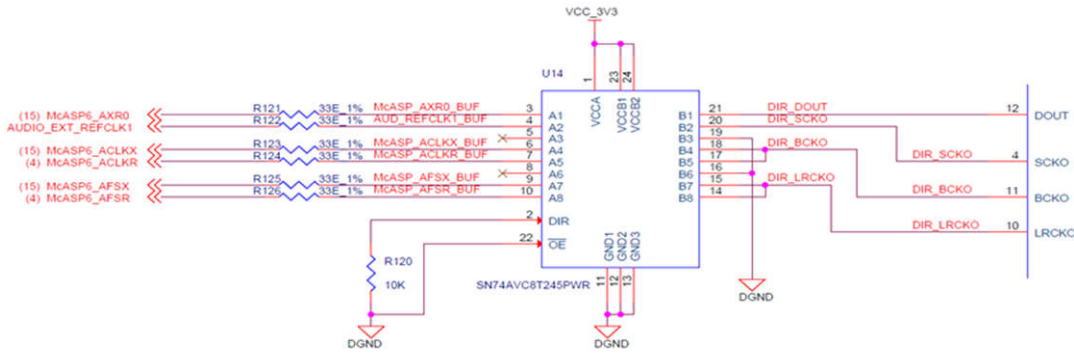 VCC_3V3
1
23
24
U14
VCCA
VCCB1
VCCB2
(15) McASP6_AXR0 R121 33E_1% McASP_AXR0_BUF 3 A1 B1 21 DIR_DOUT 12 DOUT
AUDIO_EXT_REFCLK1 R122 33E_1% AUD_REFCLK1_BUF 4 A2 B2 20 DIR_SCKO
5 A3 B3 19
(15) McASP6_ACLKX R123 33E_1% McASP_ACLKX_BUF 6 A4 B4 18 DIR_BCKO
(4) McASP6_ACLKR R124 33E_1% McASP_ACLKR_BUF 7 A5 B5 17 DIR_SCKO 4 SCKO
8 A6 B6 16
(15) McASP6_AFSX R125 33E_1% McASP_AFSX_BUF 9 A7 B7 15 DIR_LRCKO
(4) McASP6_AFSR R126 33E_1% McASP_AFSR_BUF 10 A8 B8 14 DIR_BCKO 11 BCKO
2 DIR
DIR_LRCKO 10 LRCKO
22 OE
R120
10K
GND1
GND2
GND3
SN74AVC8T245PWR
11
12
13
DGND
DGND
DGND